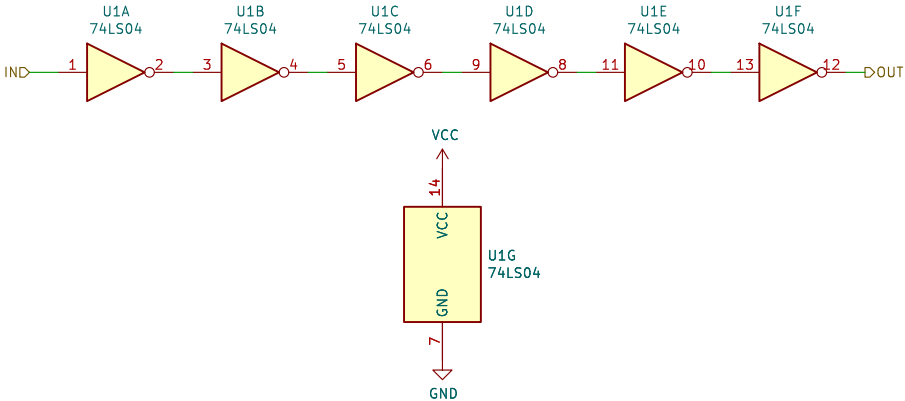 U1A
74LS04
U1B
74LS04
U1C
74LS04
U1D
74LS04
U1E
74LS04
U1F
74LS04
IN
1
2
3
4
5
6
9
8
11
10
13
12
OUT
VCC
14
VCC
U1G
74LS04
GND
7
GND